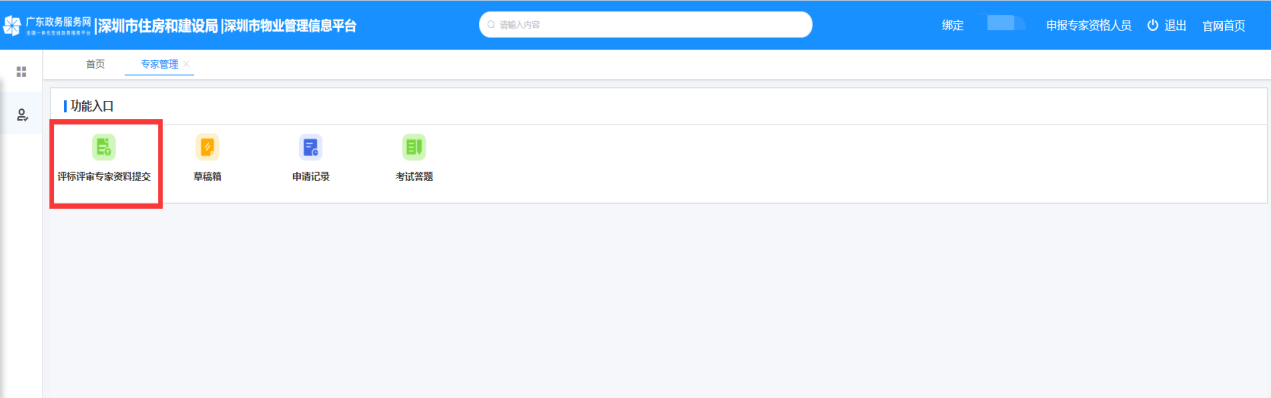 广东政务服务网 |深圳市住房和建设局 |深圳市物业管理信息平台
请输入内容
绑定
申报专家资格人员
退出
官网首页
首页
专家管理
功能入口
评标评审专家资料提交
草稿箱
申请记录
考试答题